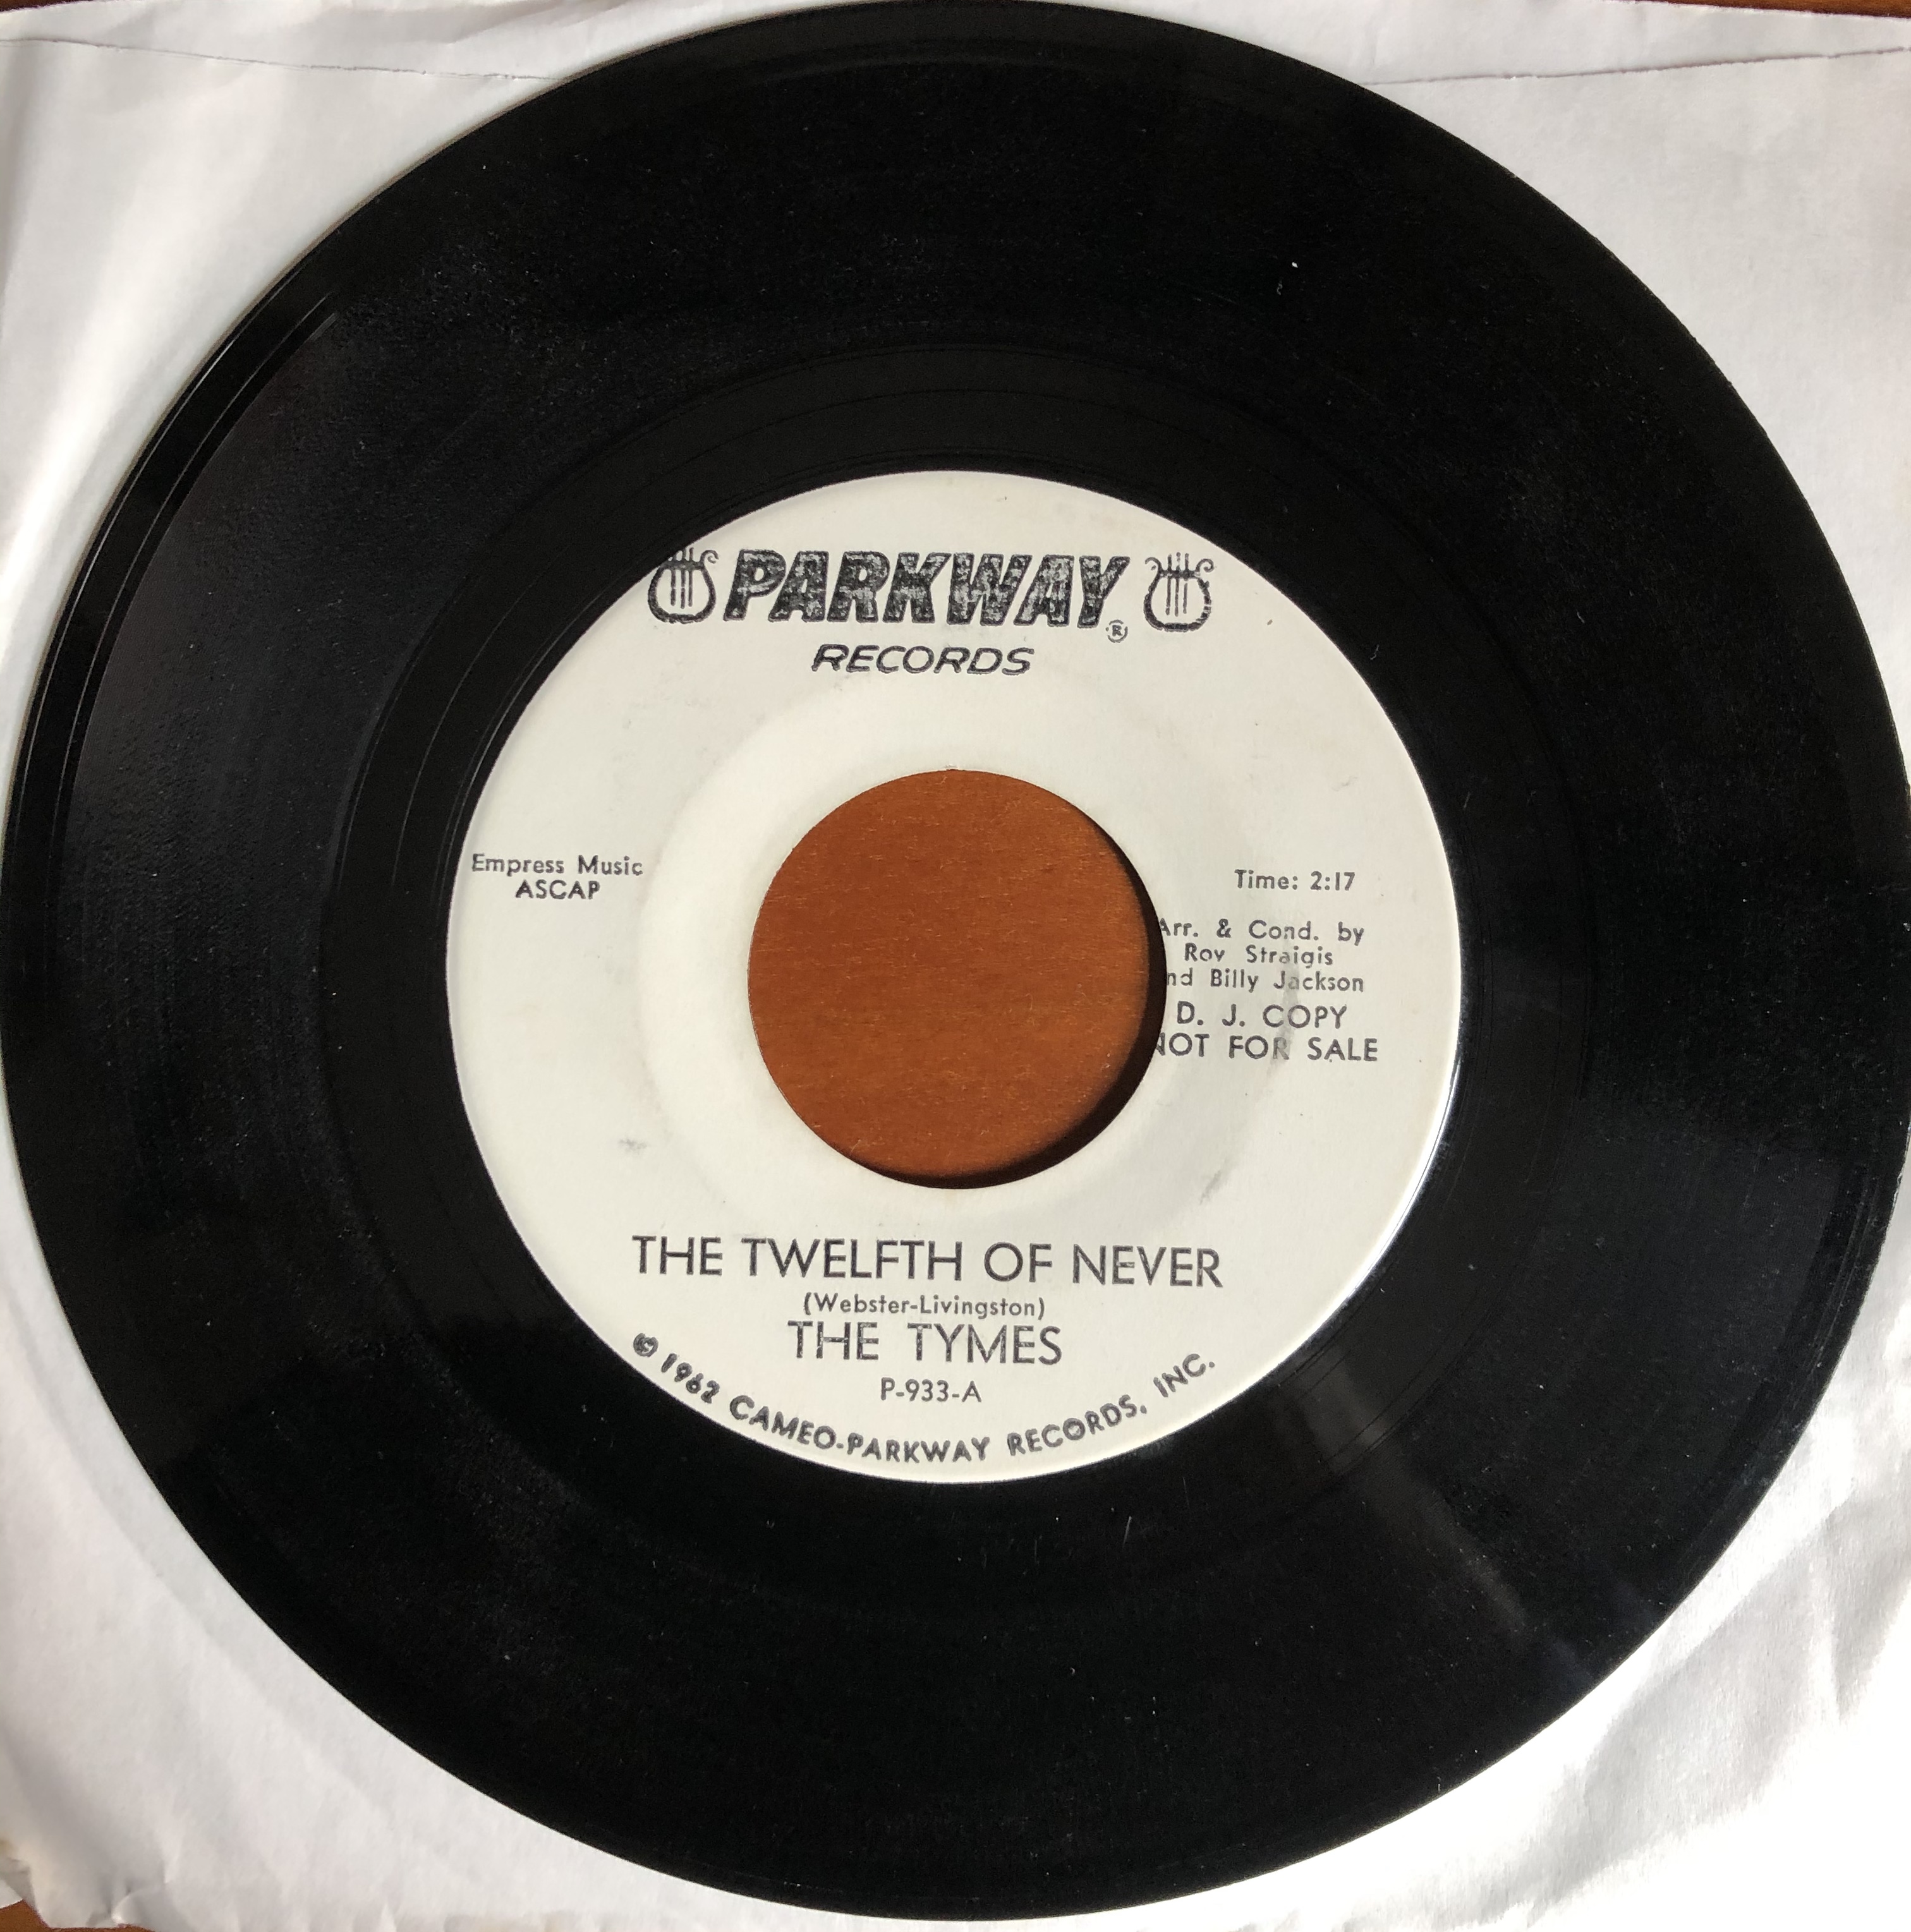 PARKWAY ®
RECORDS
Empress Music
ASCAP
Time: 2:17
Arr. & Cond. by
Roy Straigis
nd Billy Jackson
D. J. COPY
NOT FOR SALE
THE TWELFTH OF NEVER
(Webster-Livingston)
THE TYMES
P-933-A
© 1962 CAMEO-PARKWAY RECORDS, INC.